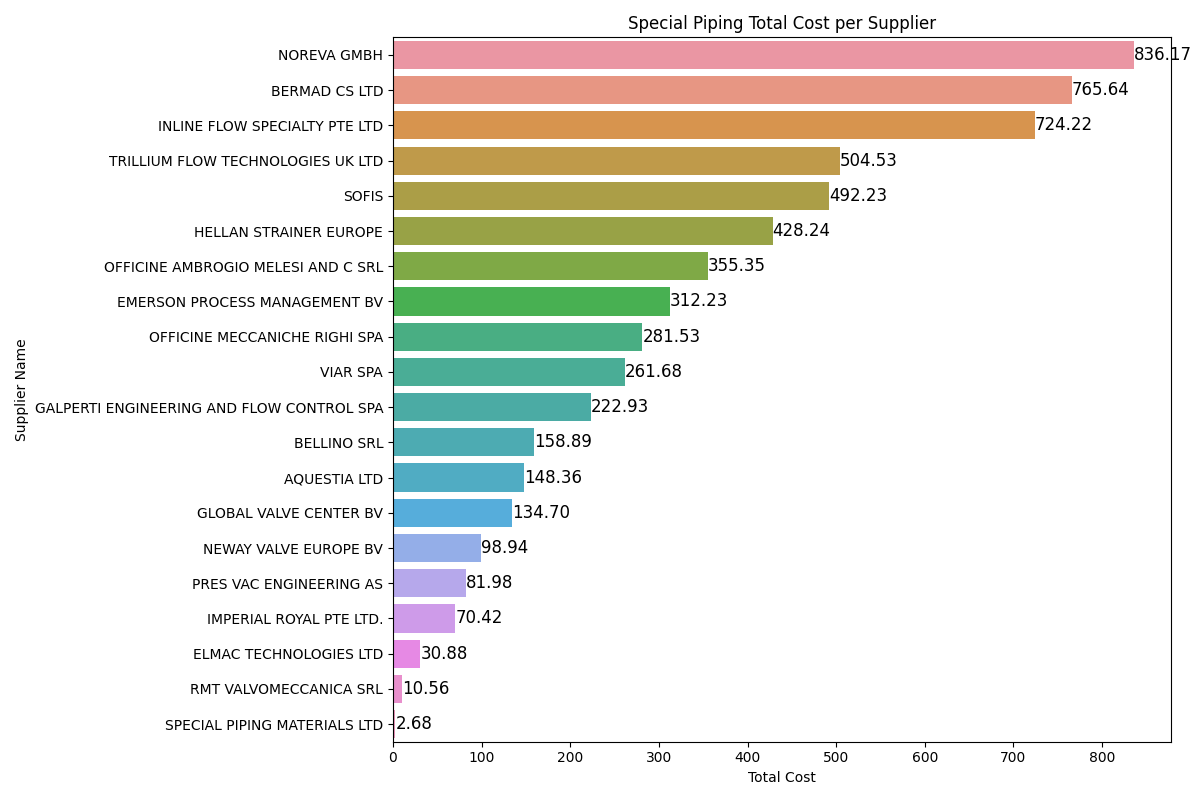 Special Piping Total Cost per Supplier
NOREVA GMBH 836.17
BERMAD CS LTD 765.64
INLINE FLOW SPECIALTY PTE LTD 724.22
TRILLIUM FLOW TECHNOLOGIES UK LTD 504.53
SOFIS 492.23
HELLAN STRAINER EUROPE 428.24
OFFICINE AMBROGIO MELESI AND C SRL 355.35
EMERSON PROCESS MANAGEMENT BV 312.23
OFFICINE MECCANICHE RIGHI SPA 281.53
VIAR SPA 261.68
GALPERTI ENGINEERING AND FLOW CONTROL SPA 222.93
BELLINO SRL 158.89
AQUESTIA LTD 148.36
GLOBAL VALVE CENTER BV 134.70
NEWAY VALVE EUROPE BV 98.94
PRES VAC ENGINEERING AS 81.98
IMPERIAL ROYAL PTE LTD. 70.42
ELMAC TECHNOLOGIES LTD 30.88
RMT VALVOMECCANICA SRL 10.56
SPECIAL PIPING MATERIALS LTD 2.68
Supplier Name
0 100 200 300 400 500 600 700 800
Total Cost